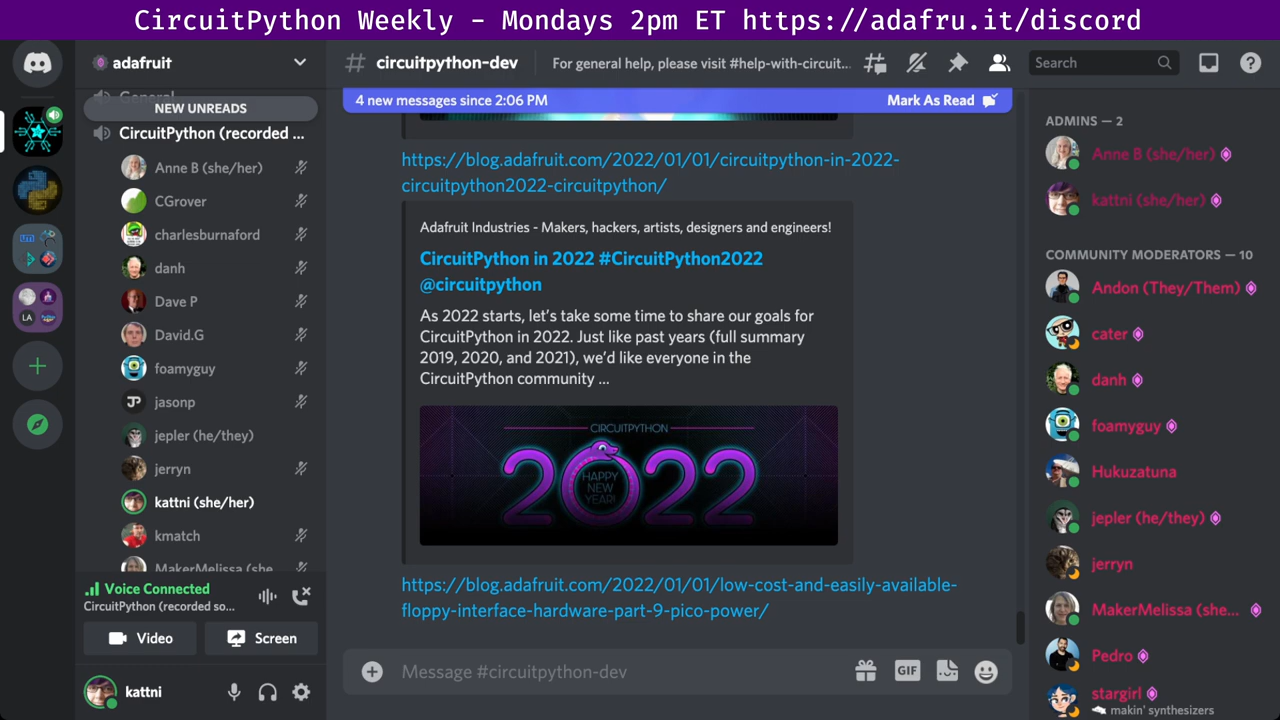 CircuitPython Weekly - Mondays 2pm ET https://adafru.it/discord
adafruit
General
NEW UNREADS
CircuitPython (recorded ...
Anne B (she/her)
CGrover
charlesburnaford
danh
Dave P
David.G
foamyguy
jasonp
jepler (he/they)
jerryn
kattni (she/her)
kmatch
MakerMelissa (she
Voice Connected
CircuitPython (recorded so...
Video
Screen
kattni
# circuitpython-dev
For general help, please visit #help-with-circuit...
Search
4 new messages since 2:06 PM
Mark As Read
https://blog.adafruit.com/2022/01/01/circuitpython-in-2022-
circuitpython2022-circuitpython/
Adafruit Industries - Makers, hackers, artists, designers and engineers!
CircuitPython in 2022 #CircuitPython2022
@circuitpython
As 2022 starts, let's take some time to share our goals for
CircuitPython in 2022. Just like past years (full summary
2019, 2020, and 2021), we'd like everyone in the
CircuitPython community ...
CIRCUITPYTHON
2022
HAPPY
NEW
YEAR!
https://blog.adafruit.com/2022/01/01/low-cost-and-easily-available-
floppy-interface-hardware-part-9-pico-power/
Message #circuitpython-dev
GIF
ADMINS — 2
Anne B (she/her)
kattni (she/her)
COMMUNITY MODERATORS — 10
Andon (They/Them)
cater
danh
foamyguy
Hukuzatuna
jepler (he/they)
jerryn
MakerMelissa (she...
Pedro
stargirl
makin' synthesizers